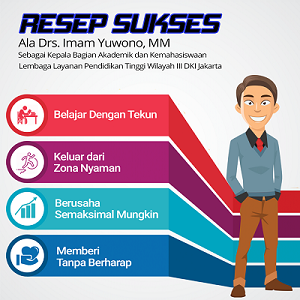 RESEP SUKSES
Ala Drs. Imam Yuwono, MM
Sebagai Kepala Bagian Akademik dan Kemahasiswaan
Lembaga Layanan Pendidikan Tinggi Wilayah III DKI Jakarta
Belajar Dengan Tekun
Keluar dari
Zona Nyaman
Berusaha
Semaksimal Mungkin
Memberi
Tanpa Berharap